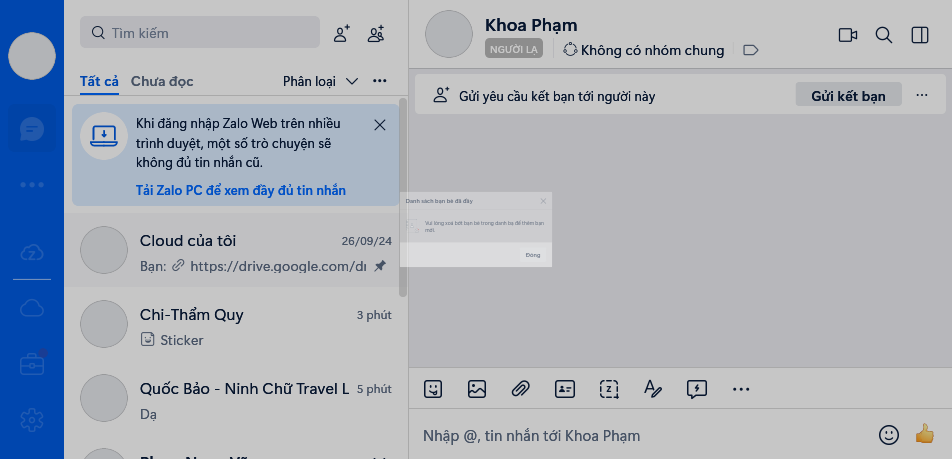 Tìm kiếm
Tất cả
Chưa đọc
Phân loại
Khi đăng nhập Zalo Web trên nhiều
trình duyệt, một số trò chuyện sẽ
không đủ tin nhắn cũ.
Tải Zalo PC để xem đầy đủ tin nhắn
Cloud của tôi
26/09/24
Bạn: https://drive.google.com/dr
Chi-Thẩm Quy
3 phút
Sticker
Quốc Bảo - Ninh Chữ Travel L
5 phút
Dạ
Khoa Phạm
NGƯỜI LẠ
Không có nhóm chung
Gửi yêu cầu kết bạn tới người này
Gửi kết bạn
Danh sách bạn bè đã đầy
Vui lòng xoá bớt bạn bè trong danh bạ để thêm bạn
mới.
Đóng
Nhập @, tin nhắn tới Khoa Phạm